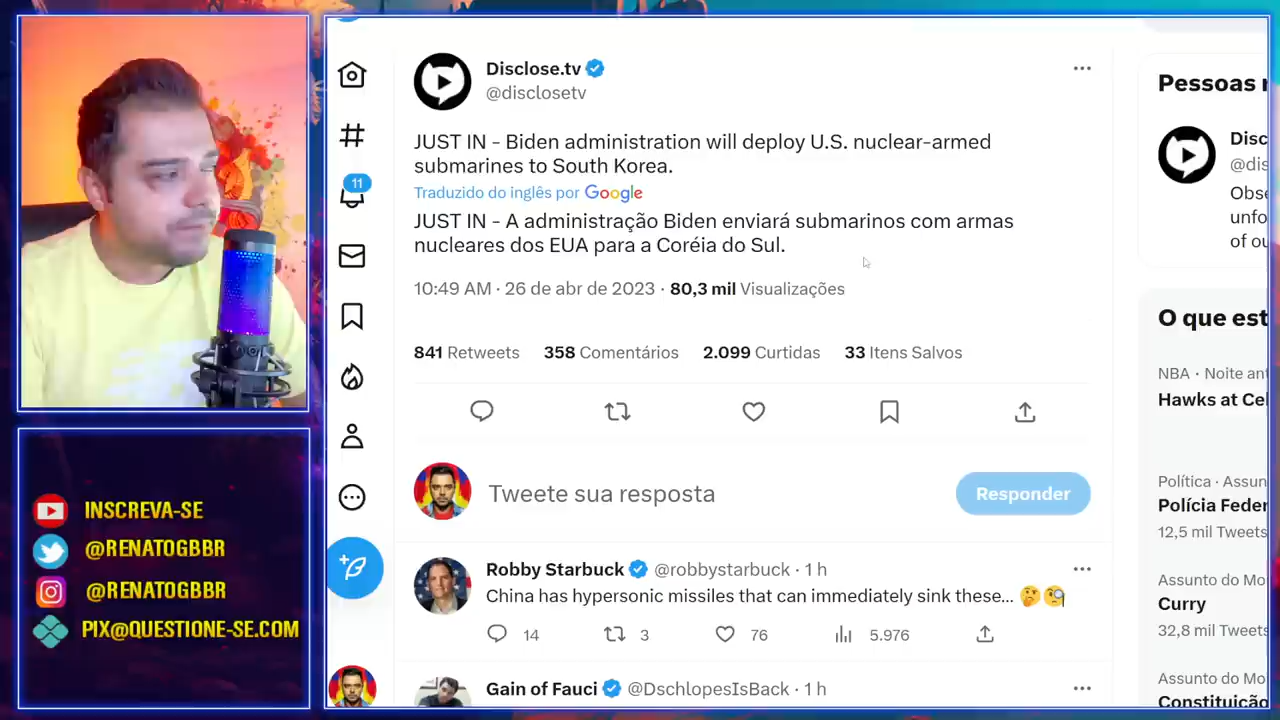 Disclose.tv
@disclosetv
JUST IN - Biden administration will deploy U.S. nuclear-armed
submarines to South Korea.
Traduzido do inglês por Google
JUST IN - A administração Biden enviará submarinos com armas
nucleares dos EUA para a Coréia do Sul.
10:49 AM · 26 de abr de 2023 · 80,3 mil Visualizações
841 Retweets 358 Comentários 2.099 Curtidas 33 Itens Salvos
Tweete sua resposta
Responder
Robby Starbuck @robbystarbuck · 1 h
China has hypersonic missiles that can immediately sink these... 🤔🧐
14 3 76 5.976
Gain of Fauci @DschlopesIsBack · 1 h
11
Pessoas r
Disc
@dis
Obse
unfo
of ou
O que est
NBA · Noite ant
Hawks at Cel
Política · Assun
Polícia Feder
12,5 mil Tweets
Assunto do Mo
Curry
32,8 mil Tweets
Assunto do Mo
Constituição
INSCREVA-SE
@RENATOGBBR
@RENATOGBBR
PIX@QUESTIONE-SE.COM